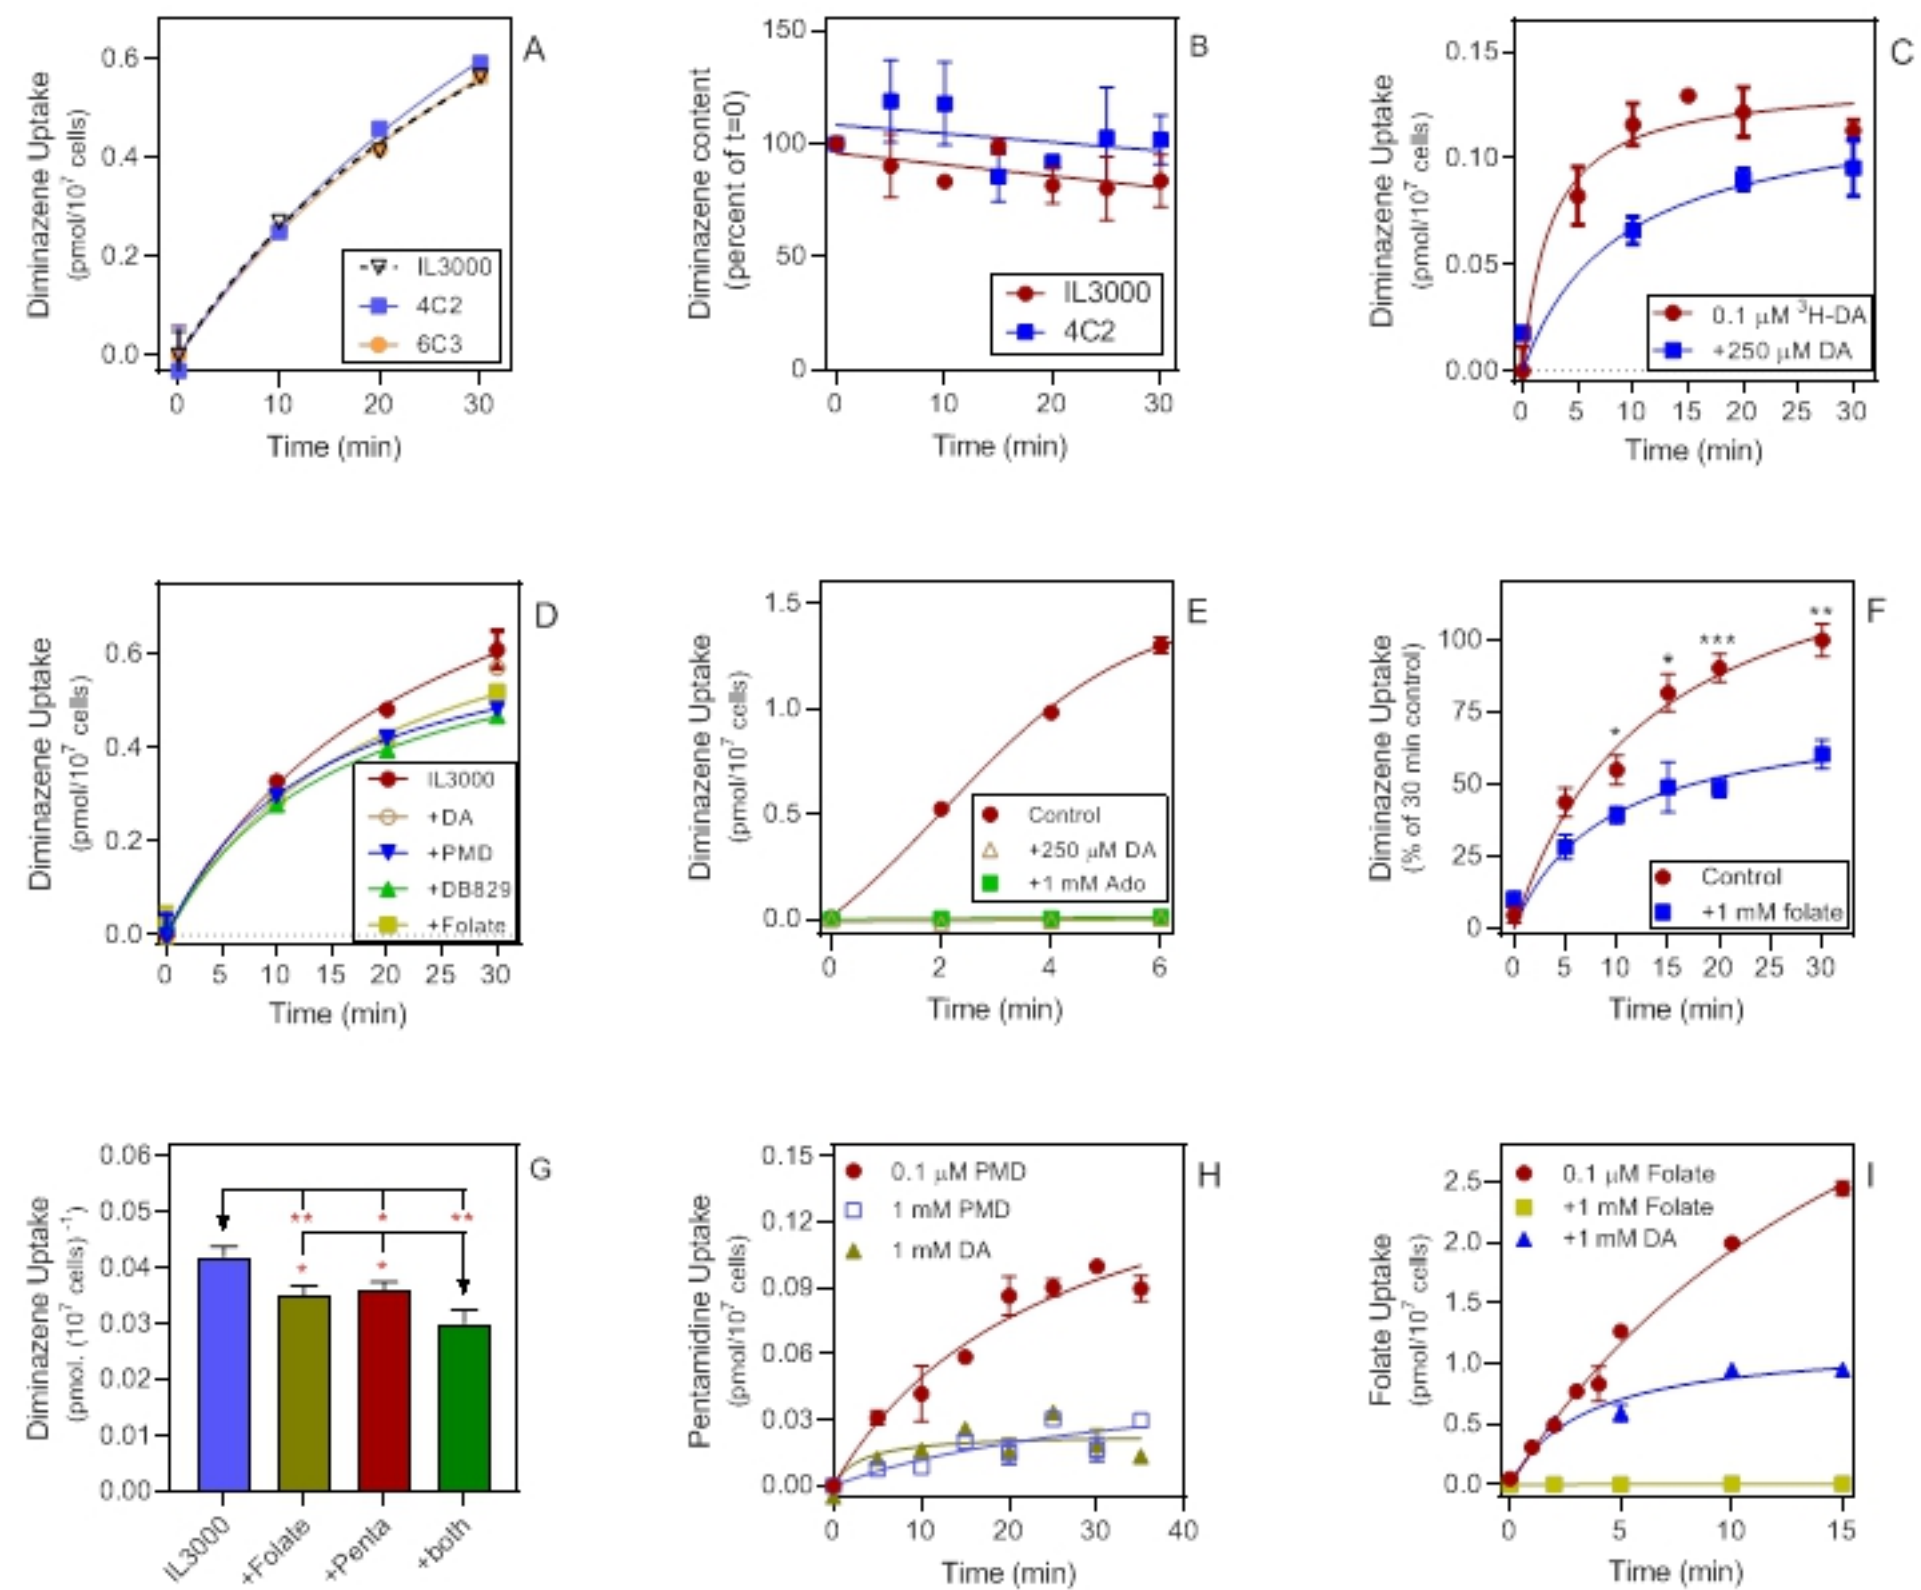 A
Diminazene Uptake
(pmol/10⁷ cells)
0.6
0.4
0.2
0.0
IL3000
4C2
6C3
0 10 20 30
Time (min)
B
Diminazene content
(percent of t=0)
150
100
50
0
IL3000
4C2
0 10 20 30
Time (min)
C
Diminazene Uptake
(pmol/10⁷ cells)
0.15
0.10
0.05
0.00
0.1 μM ³H-DA
+250 μM DA
0 5 10 15 20 25 30
Time (min)
D
Diminazene Uptake
(pmol/10⁷ cells)
0.6
0.4
0.2
0.0
IL3000
+DA
+PMD
+DB829
+Folate
0 5 10 15 20 25 30
Time (min)
E
Diminazene Uptake
(pmol/10⁷ cells)
1.5
1.0
0.5
0.0
Control
+250 μM DA
+1 mM Ado
0 2 4 6
Time (min)
F
Diminazene Uptake
(% of 30 min control)
100
75
50
25
0
* * *** **
Control
+1 mM folate
0 5 10 15 20 25 30
Time (min)
G
Diminazene Uptake
(pmol. (10⁷ cells)⁻¹)
0.06
0.05
0.04
0.03
0.02
0.01
0.00
** * **
* *
IL3000
+Folate
+Penta
+both
H
Pentamidine Uptake
(pmol/10⁷ cells)
0.15
0.12
0.09
0.06
0.03
0.00
0.1 μM PMD
1 mM PMD
1 mM DA
0 10 20 30 40
Time (min)
I
Folate Uptake
(pmol/10⁷ cells)
2.5
2.0
1.5
1.0
0.5
0.0
0.1 μM Folate
+1 mM Folate
+1 mM DA
0 5 10 15
Time (min)